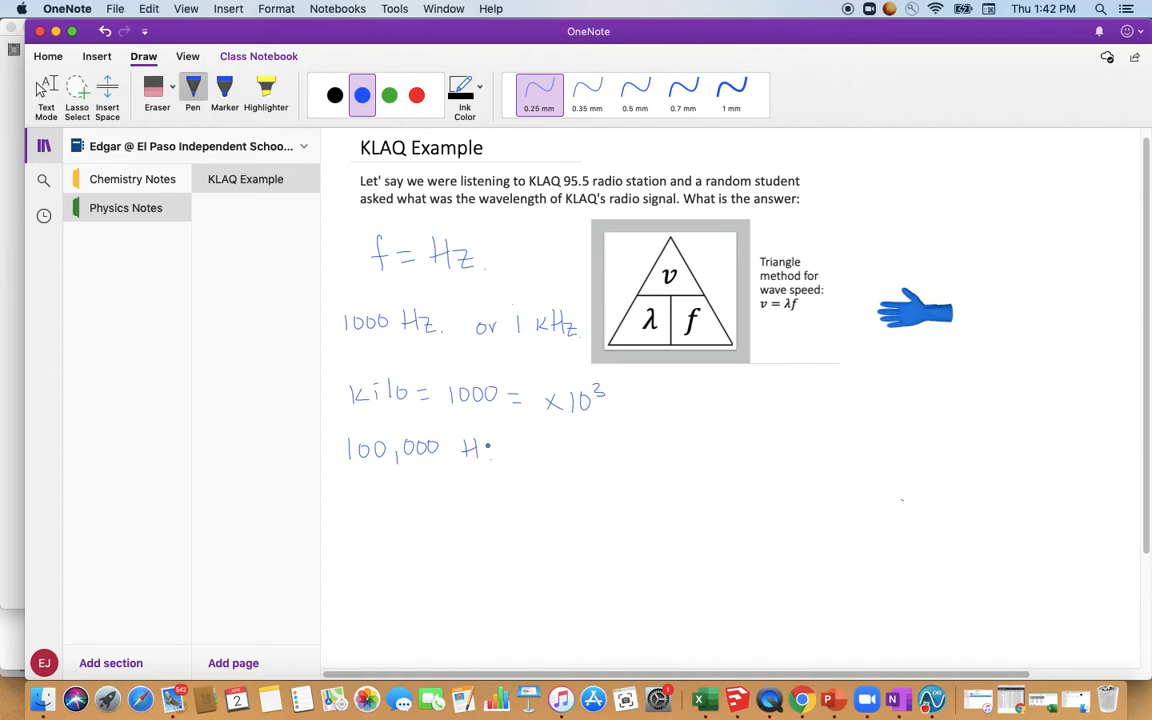 OneNote File Edit View Insert Format Notebooks Tools Window Help Thu 1:42 PM
OneNote
Home Insert Draw View Class Notebook
Text Mode
Lasso Select
Insert Space
Eraser
Pen
Marker
Highlighter
Ink Color
0.25 mm
0.35 mm
0.5 mm
0.7 mm
1 mm
Edgar @ El Paso Independent Schoo...
Chemistry Notes
Physics Notes
KLAQ Example
KLAQ Example
Let' say we were listening to KLAQ 95.5 radio station and a random student
asked what was the wavelength of KLAQ's radio signal. What is the answer:
f = Hz.
v
λ f
Triangle
method for
wave speed:
v = λf
1000 Hz. or 1 kHz.
kilo = 1000 = x10³
100,000 H
EJ
Add section
Add page